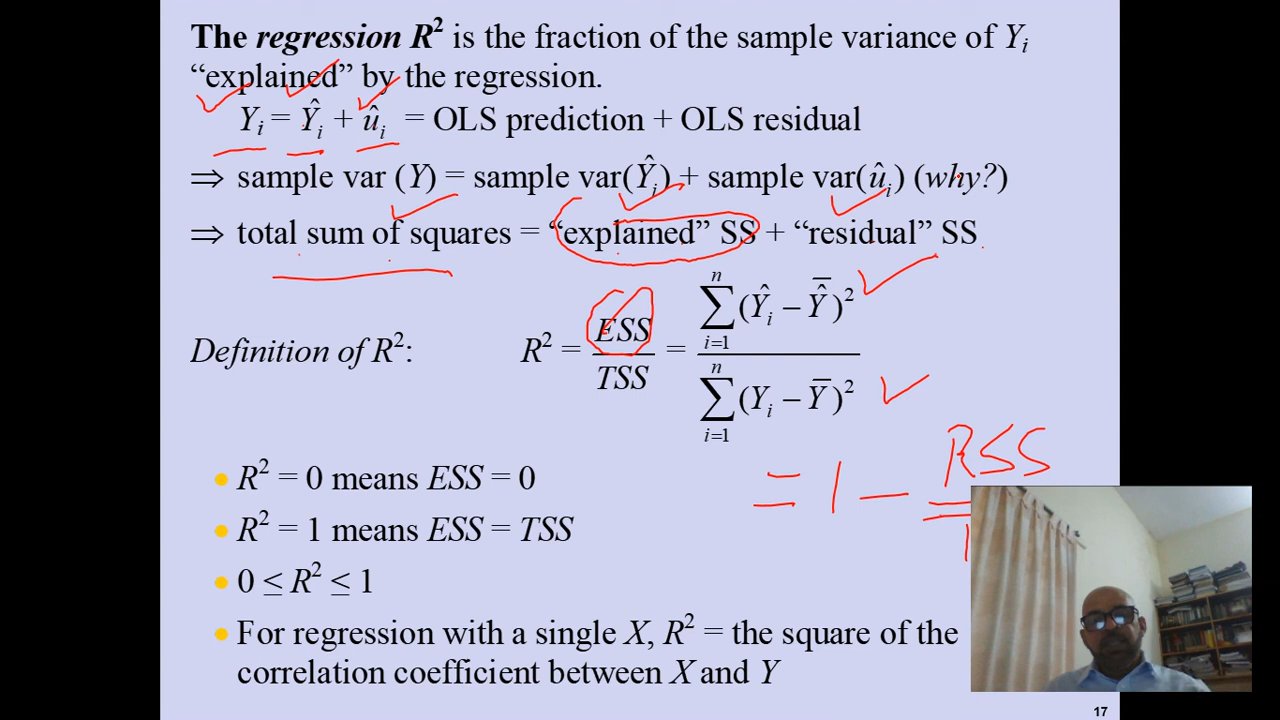 The regression R² is the fraction of the sample variance of Yᵢ
“explained” by the regression.
Yᵢ = Ŷᵢ + ûᵢ = OLS prediction + OLS residual
⇒ sample var (Y) = sample var(Ŷᵢ) + sample var(ûᵢ) (why?)
⇒ total sum of squares = “explained” SS + “residual” SS
Definition of R²: R² = ESS / TSS = ∑ⁿᵢ₌₁ (Ŷᵢ – Ŷ̅)² / ∑ⁿᵢ₌₁ (Yᵢ – Y̅)²
= 1 – RSS
• R² = 0 means ESS = 0
• R² = 1 means ESS = TSS
• 0 ≤ R² ≤ 1
• For regression with a single X, R² = the square of the
correlation coefficient between X and Y
17